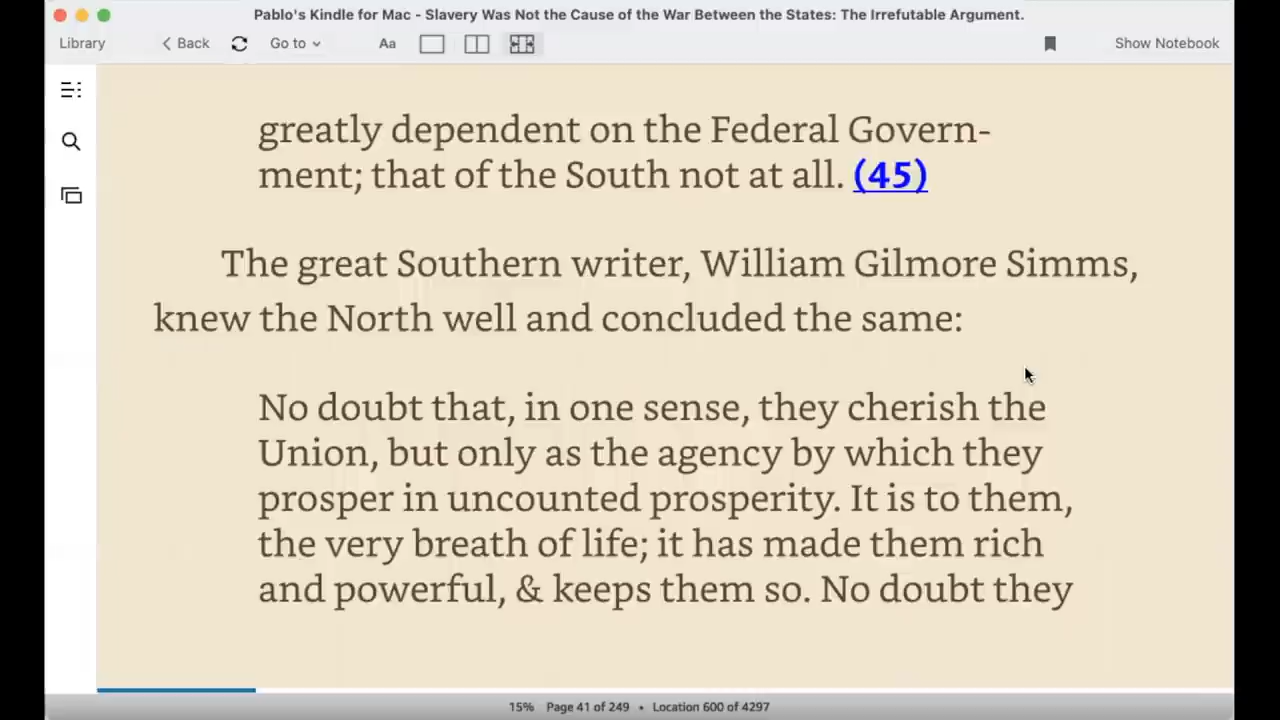 Pablo's Kindle for Mac - Slavery Was Not the Cause of the War Between the States: The Irrefutable Argument.
Library
Back
Go to
Aa
Show Notebook
greatly dependent on the Federal Govern-
ment; that of the South not at all. (45)
The great Southern writer, William Gilmore Simms,
knew the North well and concluded the same:
No doubt that, in one sense, they cherish the
Union, but only as the agency by which they
prosper in uncounted prosperity. It is to them,
the very breath of life; it has made them rich
and powerful, & keeps them so. No doubt they
15% Page 41 of 249 • Location 600 of 4297